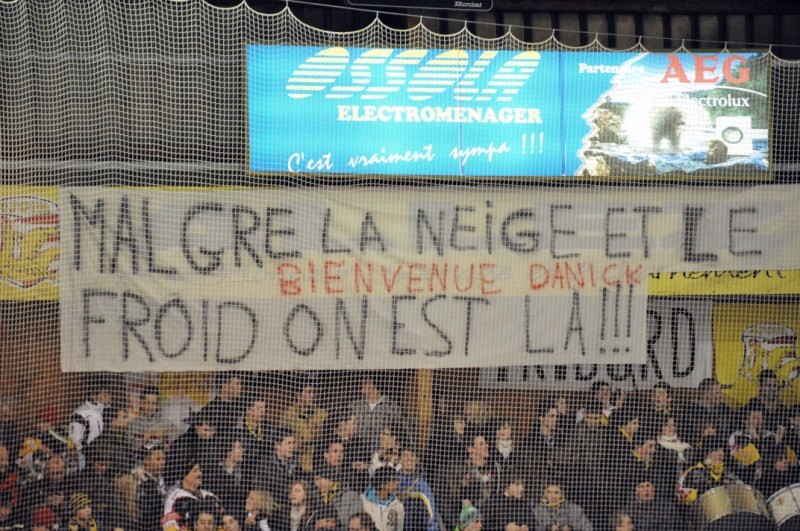 OSSOLA
ELECTROMENAGER
C'est vraiment sympa !!!
Partenaire AEG
Electrolux
MALGRE LA NEIGE ET LE
BIENVENUE DANICK
FROID ON EST LA!!!